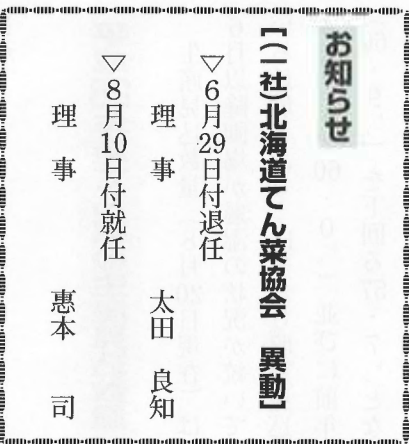 お知らせ
【(一社)北海道てん菜協会 異動】
▽6月29日付退任
理事 太田 良知
▽8月10日付就任
理事 惠本 司